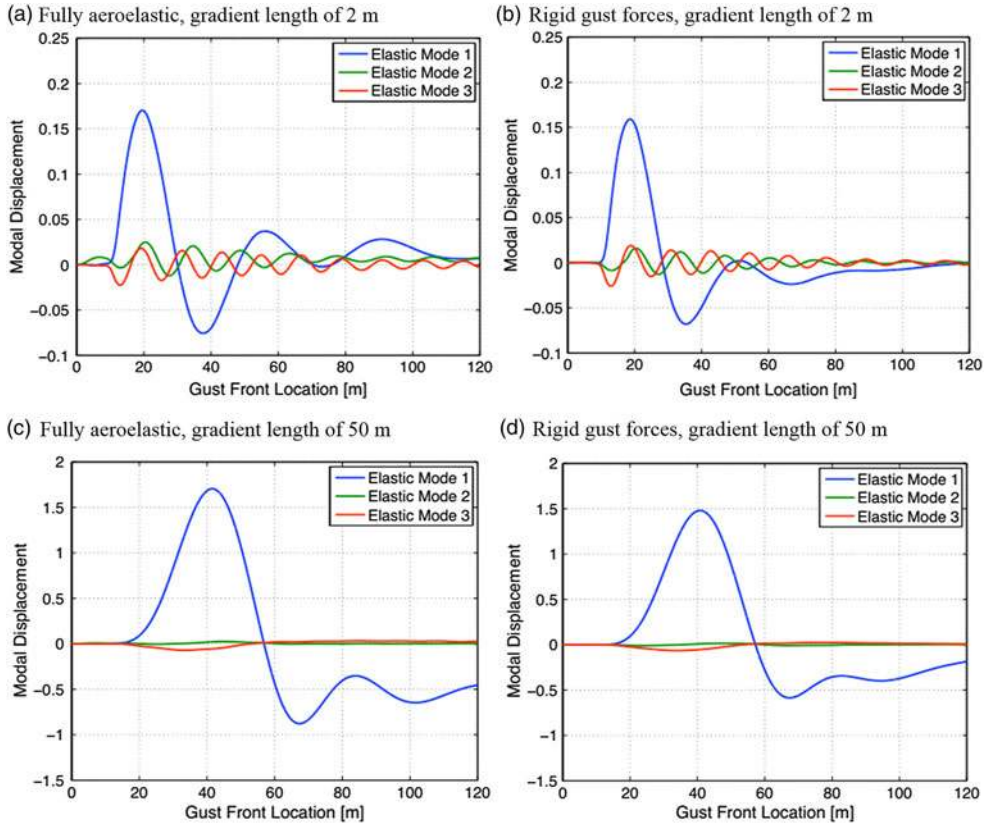 (a) Fully aeroelastic, gradient length of 2 m
0.25
0.2
0.15
0.1
0.05
0
−0.05
−0.1
0 20 40 60 80 100 120
Modal Displacement
Gust Front Location [m]
Elastic Mode 1
Elastic Mode 2
Elastic Mode 3
(b) Rigid gust forces, gradient length of 2 m
0.25
0.2
0.15
0.1
0.05
0
−0.05
−0.1
0 20 40 60 80 100 120
Modal Displacement
Gust Front Location [m]
Elastic Mode 1
Elastic Mode 2
Elastic Mode 3
(c) Fully aeroelastic, gradient length of 50 m
2
1.5
1
0.5
0
−0.5
−1
−1.5
0 20 40 60 80 100 120
Modal Displacement
Gust Front Location [m]
Elastic Mode 1
Elastic Mode 2
Elastic Mode 3
(d) Rigid gust forces, gradient length of 50 m
2
1.5
1
0.5
0
−0.5
−1
−1.5
0 20 40 60 80 100 120
Modal Displacement
Gust Front Location [m]
Elastic Mode 1
Elastic Mode 2
Elastic Mode 3